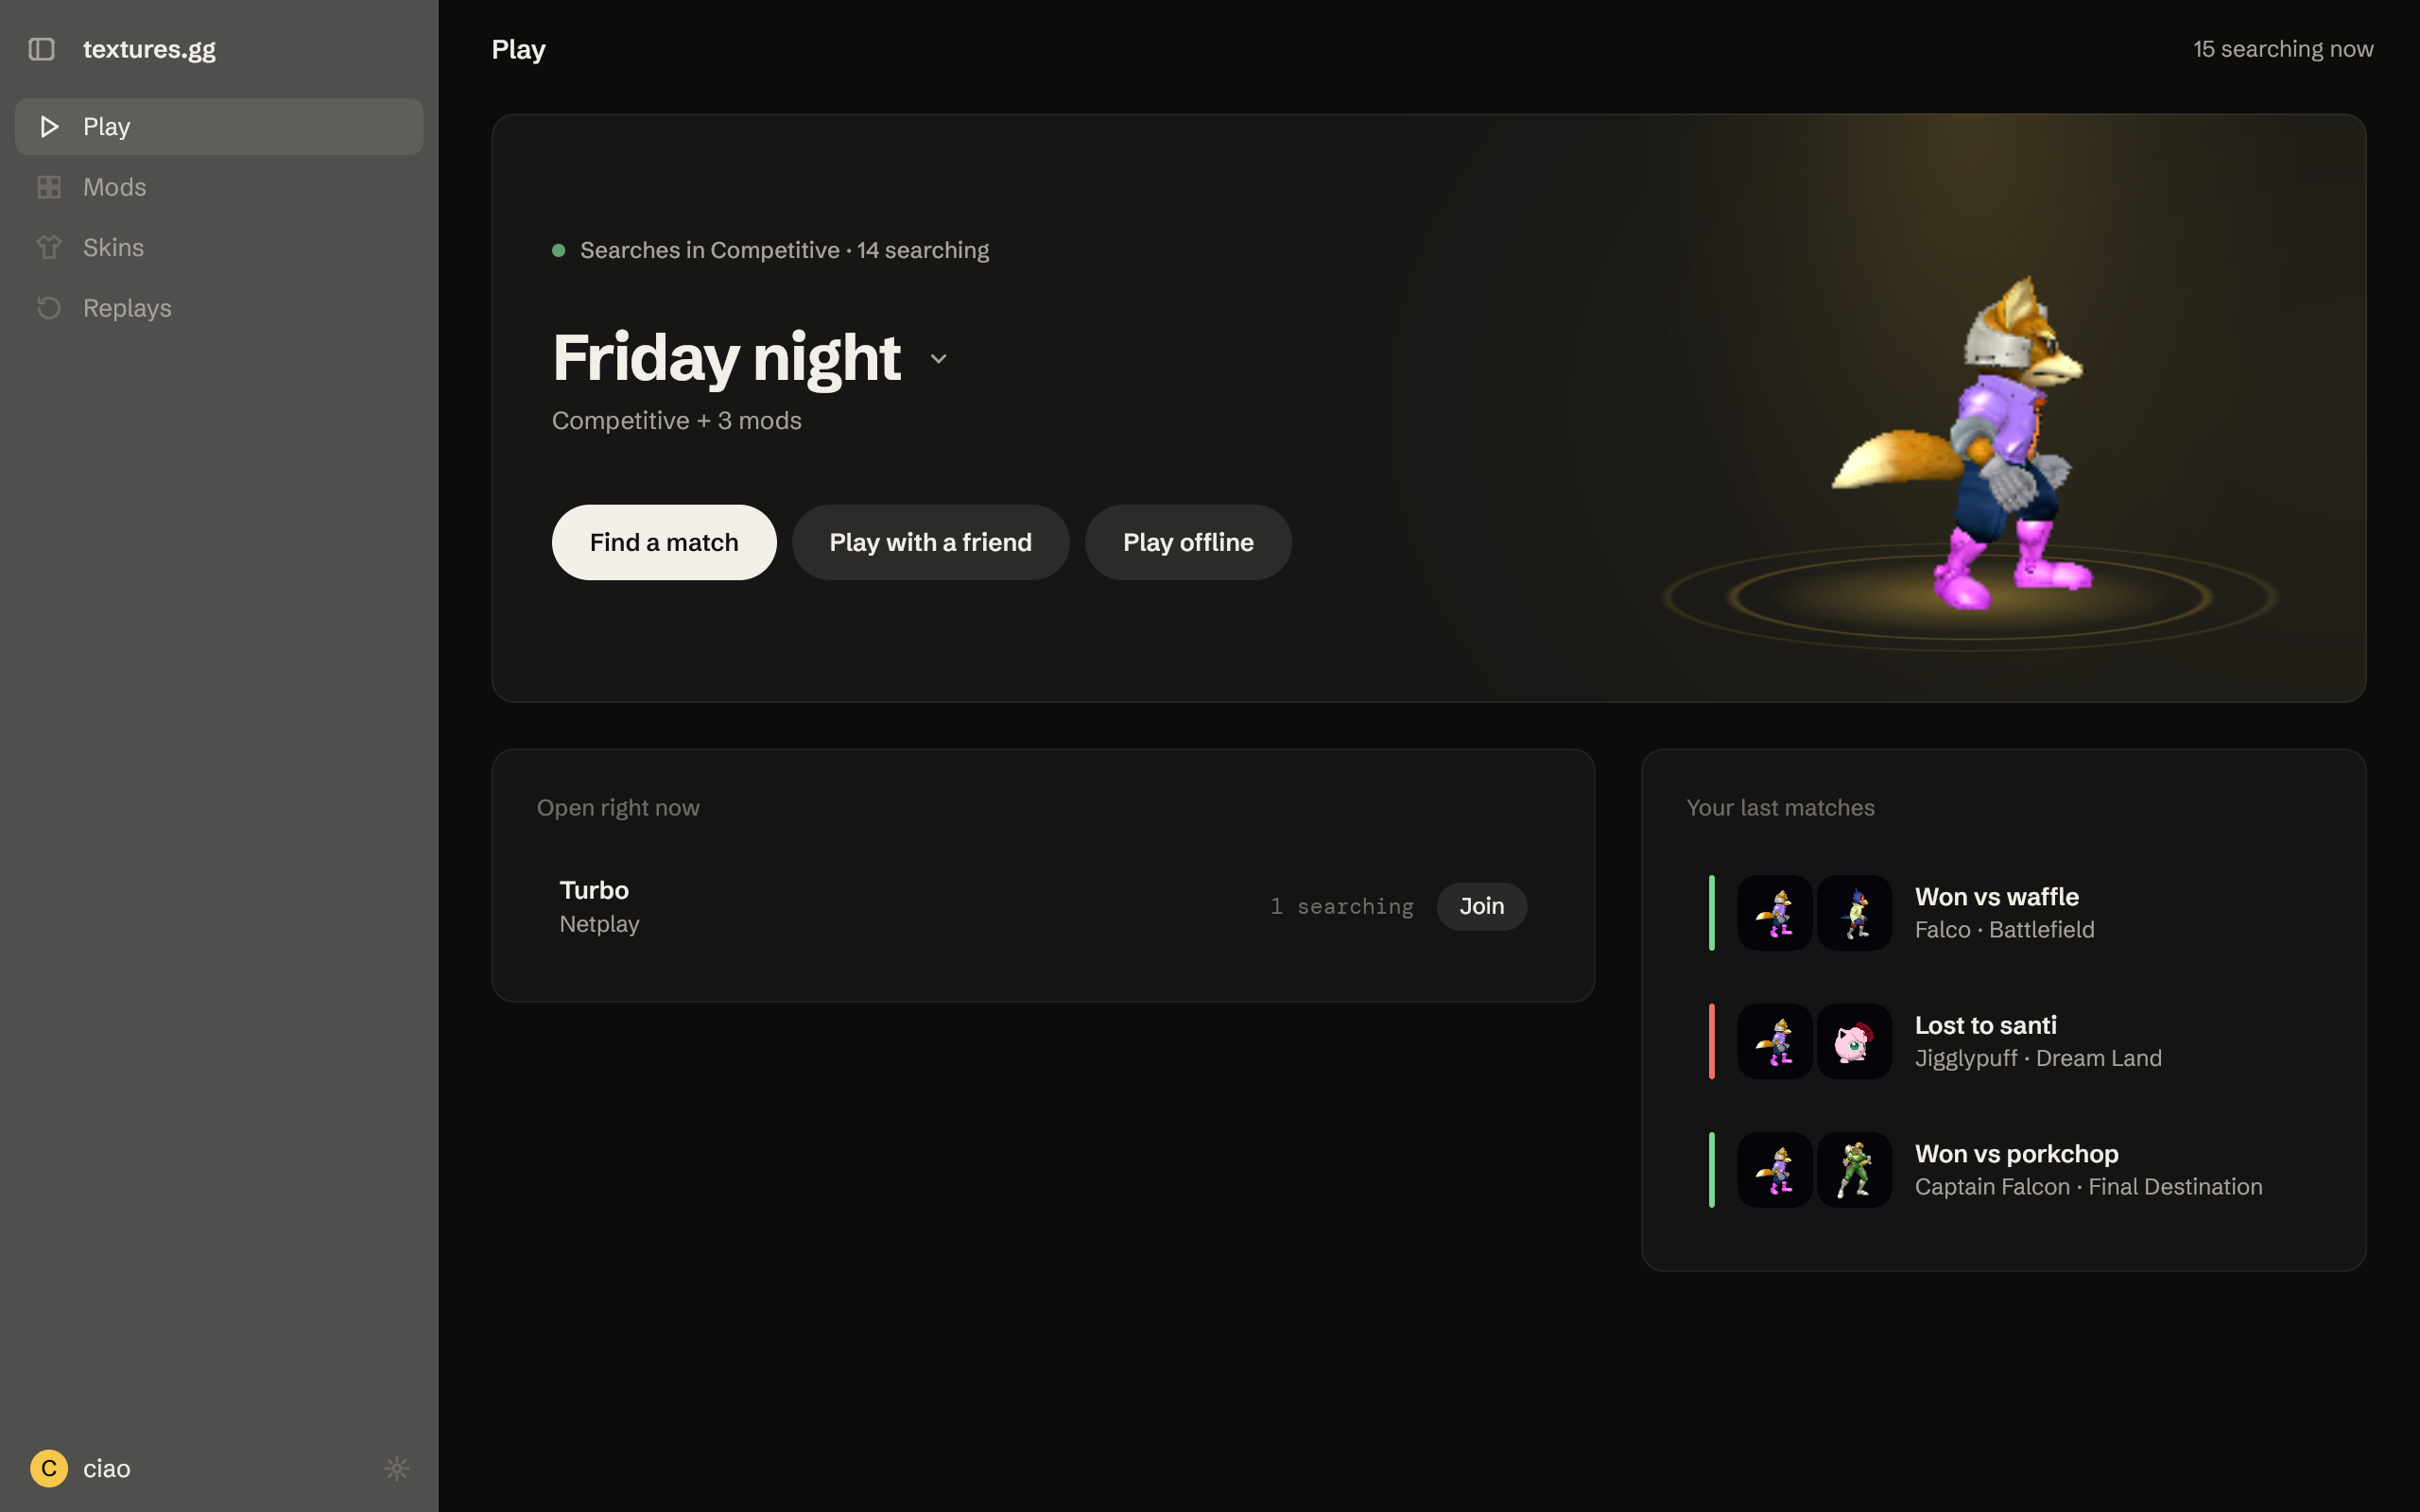 textures.gg
Play
Mods
Skins
Replays
C ciao
Play
15 searching now
Searches in Competitive · 14 searching
Friday night
Competitive + 3 mods
Find a match
Play with a friend
Play offline
Open right now
Turbo
Netplay
1 searching
Join
Your last matches
Won vs waffle
Falco · Battlefield
Lost to santi
Jigglypuff · Dream Land
Won vs porkchop
Captain Falcon · Final Destination